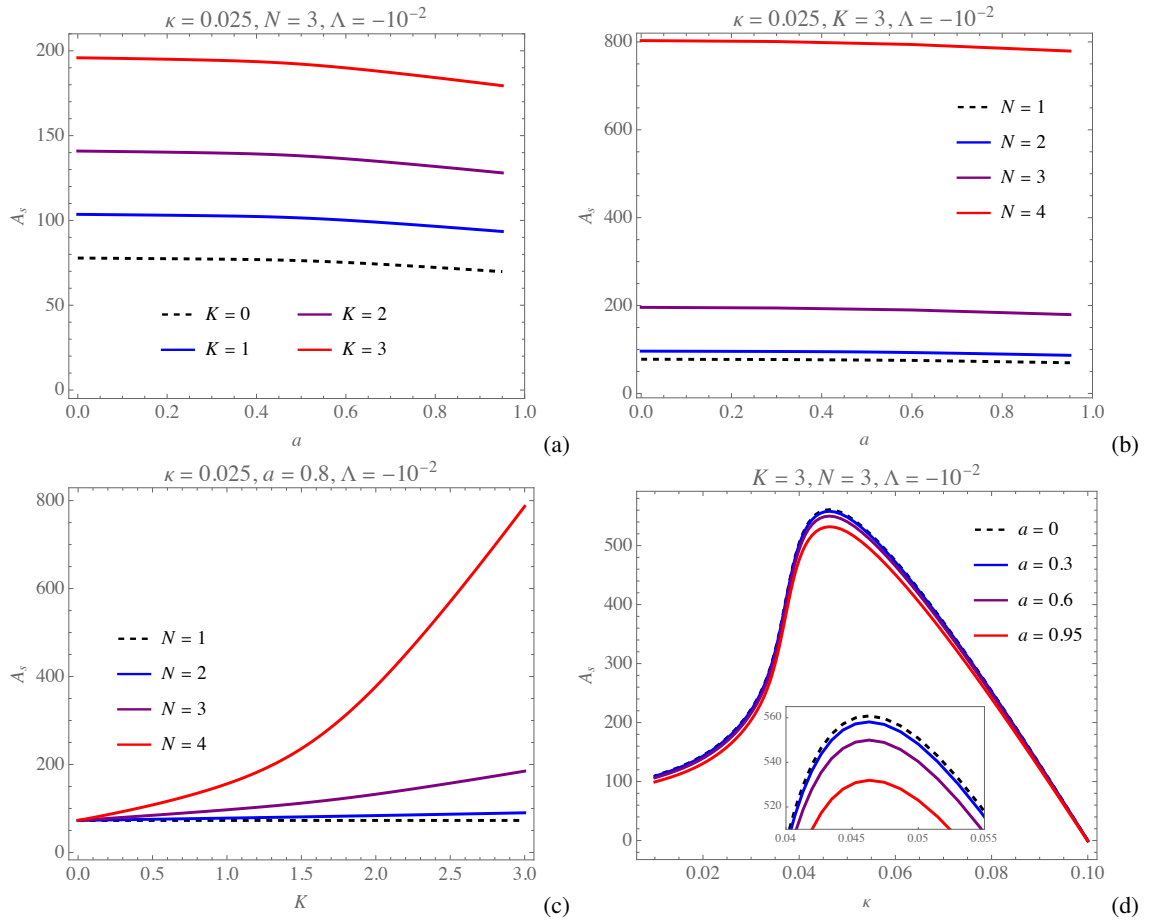 κ = 0.025, N = 3, Λ = −10⁻²
200
150
100
50
0
A_s
K = 0
K = 2
K = 1
K = 3
0.0 0.2 0.4 0.6 0.8 1.0
a
(a)
κ = 0.025, K = 3, Λ = −10⁻²
800
600
400
200
0
A_s
N = 1
N = 2
N = 3
N = 4
0.0 0.2 0.4 0.6 0.8 1.0
a
(b)
κ = 0.025, a = 0.8, Λ = −10⁻²
800
600
400
200
0
A_s
N = 1
N = 2
N = 3
N = 4
0.0 0.5 1.0 1.5 2.0 2.5 3.0
K
(c)
K = 3, N = 3, Λ = −10⁻²
500
400
300
200
100
0
A_s
a = 0
a = 0.3
a = 0.6
a = 0.95
560
540
520
0.04 0.045 0.05 0.055
0.02 0.04 0.06 0.08 0.10
κ
(d)